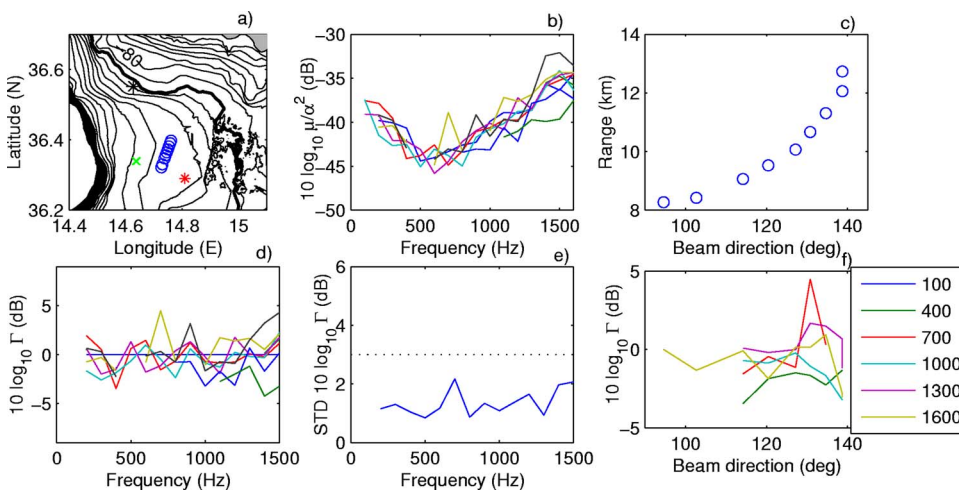 a)
-80
36.6
36.4
36.2
14.4 14.6 14.8 15
Latitude (N)
Longitude (E)
b)
-30
-35
-40
-45
-50
0 500 1000 1500
10 log10 μ/α² (dB)
Frequency (Hz)
c)
14
12
10
8
100 120 140
Range (km)
Beam direction (deg)
d)
5
0
-5
0 500 1000 1500
10 log10 Γ (dB)
Frequency (Hz)
e)
6
4
2
0
0 500 1000 1500
STD 10 log10 Γ (dB)
Frequency (Hz)
f)
5
0
-5
100 120 140
10 log10 Γ (dB)
Beam direction (deg)
100
400
700
1000
1300
1600